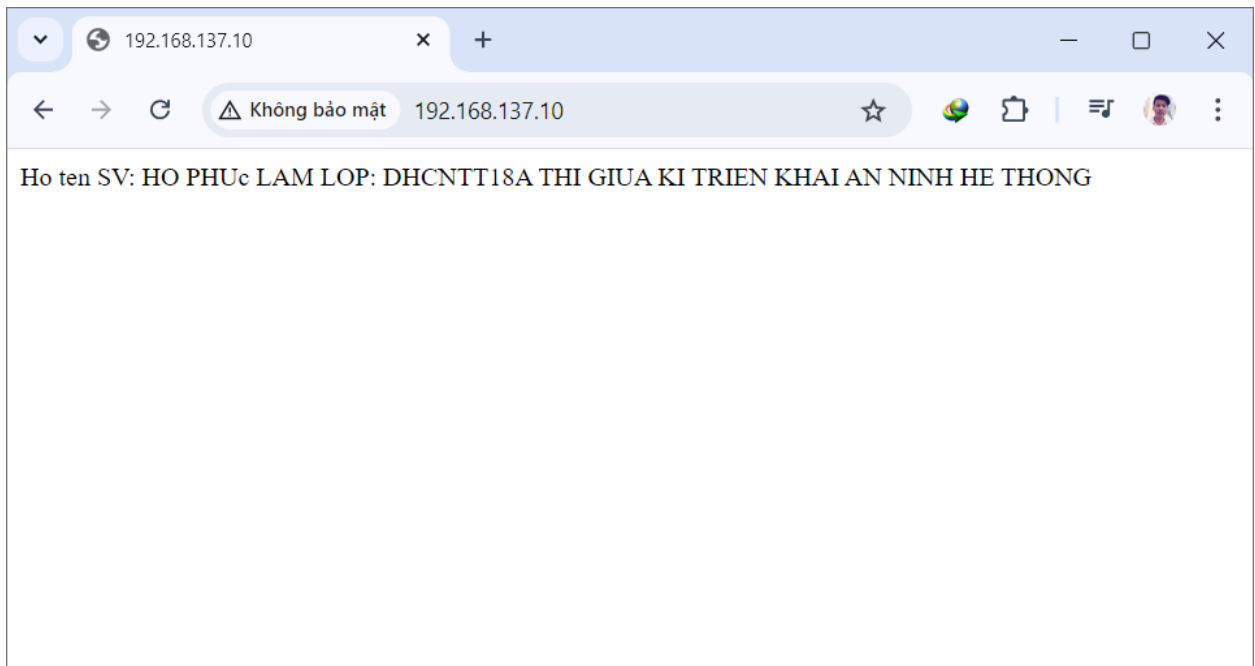 192.168.137.10
Không bảo mật 192.168.137.10
Ho ten SV: HO PHUc LAM LOP: DHCNTT18A THI GIUA KI TRIEN KHAI AN NINH HE THONG